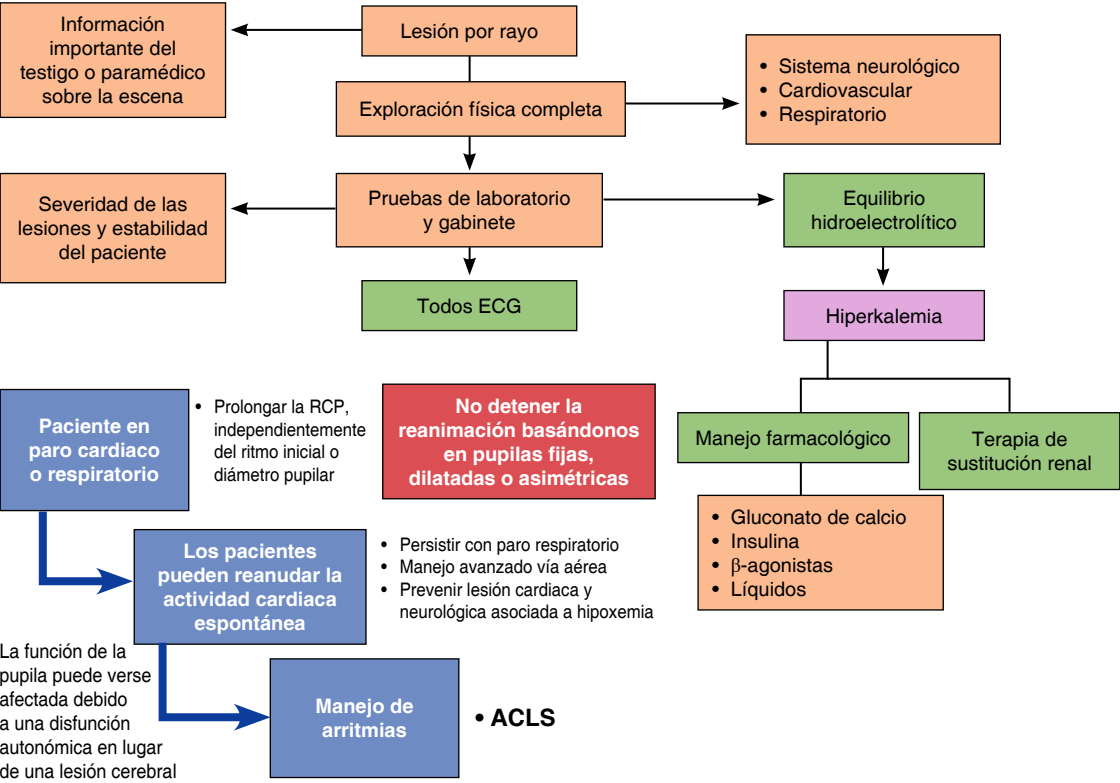 Información
importante del
testigo o paramédico
sobre la escena
Lesión por rayo
Exploración física completa
• Sistema neurológico
• Cardiovascular
• Respiratorio
Severidad de las
lesiones y estabilidad
del paciente
Pruebas de laboratorio
y gabinete
Equilibrio
hidroelectrolítico
Todos ECG
Hiperkalemia
Manejo farmacológico
Terapia de
sustitución renal
• Gluconato de calcio
• Insulina
• β-agonistas
• Líquidos
Paciente en
paro cardiaco
o respiratorio
• Prolongar la RCP,
independientemente
del ritmo inicial o
diámetro pupilar
No detener la
reanimación basándonos
en pupilas fijas,
dilatadas o asimétricas
Los pacientes
pueden reanudar la
actividad cardiaca
espontánea
• Persistir con paro respiratorio
• Manejo avanzado vía aérea
• Prevenir lesión cardiaca y
neurológica asociada a hipoxemia
La función de la
pupila puede verse
afectada debido
a una disfunción
autonómica en lugar
de una lesión cerebral
Manejo de
arritmias
• ACLS